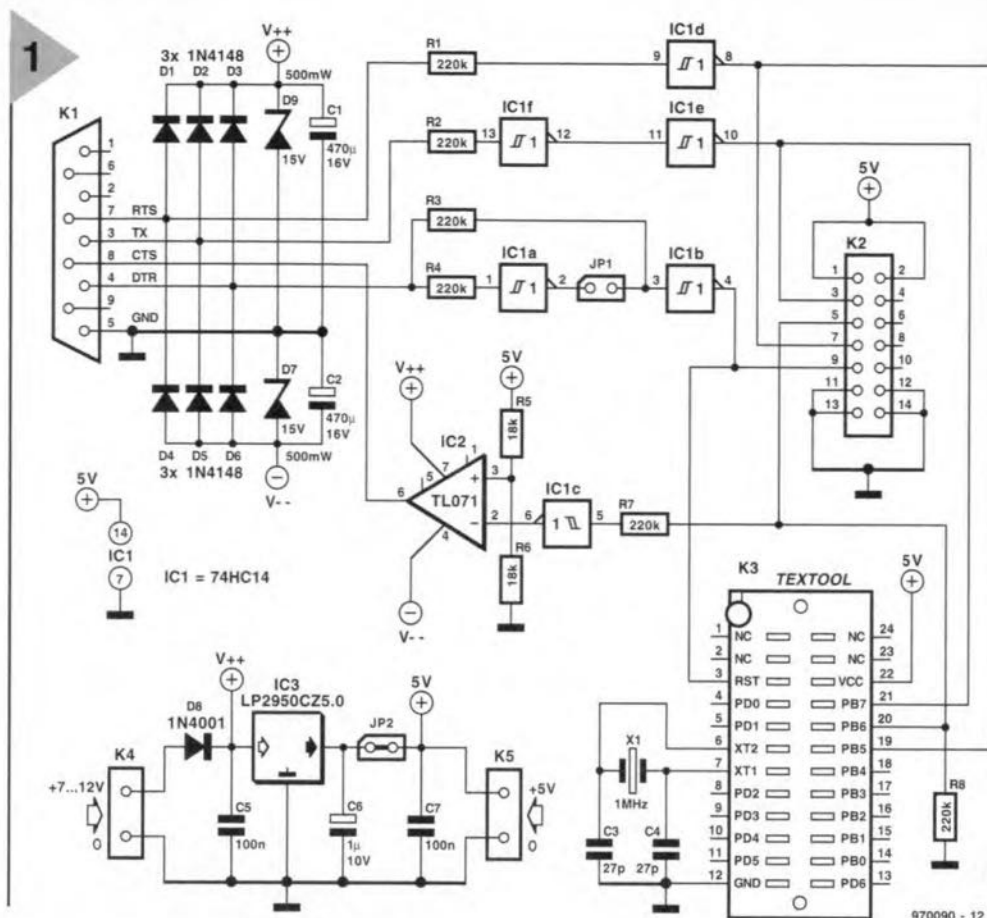 1
3x 1N4148
D1 D2 D3
V++
500mW
D9
15V
C1
470µ
16V
K1
1
6
2
7
3
8
4
9
5
RTS
TX
CTS
DTR
GND
D7
15V
C2
470µ
16V
500mW
D4 D5 D6
3x 1N4148
V--
R1
220k
9
IC1d
1
8
R2
220k
13
IC1f
1
12
11
IC1e
1
10
R3
220k
R4
220k
1
IC1a
1
2
JP1
3
IC1b
1
4
5V
K2
1
3
5
7
9
11
13
2
4
6
8
10
12
14
V++
IC2
TL071
1
7
5
6
4
3
2
+
−
V--
5V
R5
18k
R6
18k
IC1c
6
1
5
R7
220k
5V
14
IC1
7
IC1 = 74HC14
K3
TEXTOOL
5V
1 NC
2 NC
3 RST
4 PD0
5 PD1
6 XT2
7 XT1
8 PD2
9 PD3
10 PD4
11 PD5
12 GND
NC 24
NC 23
VCC 22
PB7 21
PB6 20
PB5 19
PB4 18
PB3 17
PB2 16
PB1 15
PB0 14
PD6 13
R8
220k
X1
1MHz
C3
27p
C4
27p
K4
+7...12V
0
D8
1N4001
V++
IC3
LP2950CZ5.0
JP2
5V
C5
100n
C6
1µ
10V
C7
100n
K5
+5V
0
970090 - 12